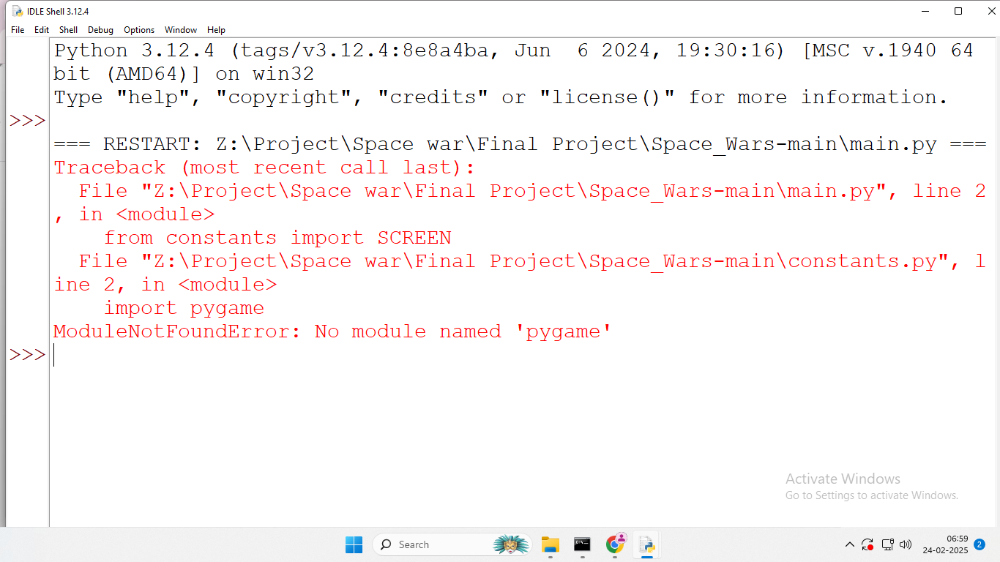 IDLE Shell 3.12.4
File Edit Shell Debug Options Window Help
Python 3.12.4 (tags/v3.12.4:8e8a4ba, Jun  6 2024, 19:30:16) [MSC v.1940 64
bit (AMD64)] on win32
Type "help", "copyright", "credits" or "license()" for more information.
>>>
=== RESTART: Z:\Project\Space war\Final Project\Space_Wars-main\main.py ===
Traceback (most recent call last):
  File "Z:\Project\Space war\Final Project\Space_Wars-main\main.py", line 2
, in <module>
    from constants import SCREEN
  File "Z:\Project\Space war\Final Project\Space_Wars-main\constants.py", l
ine 2, in <module>
    import pygame
ModuleNotFoundError: No module named 'pygame'
>>>
Activate Windows
Go to Settings to activate Windows.
Search
06:59
24-02-2025
2